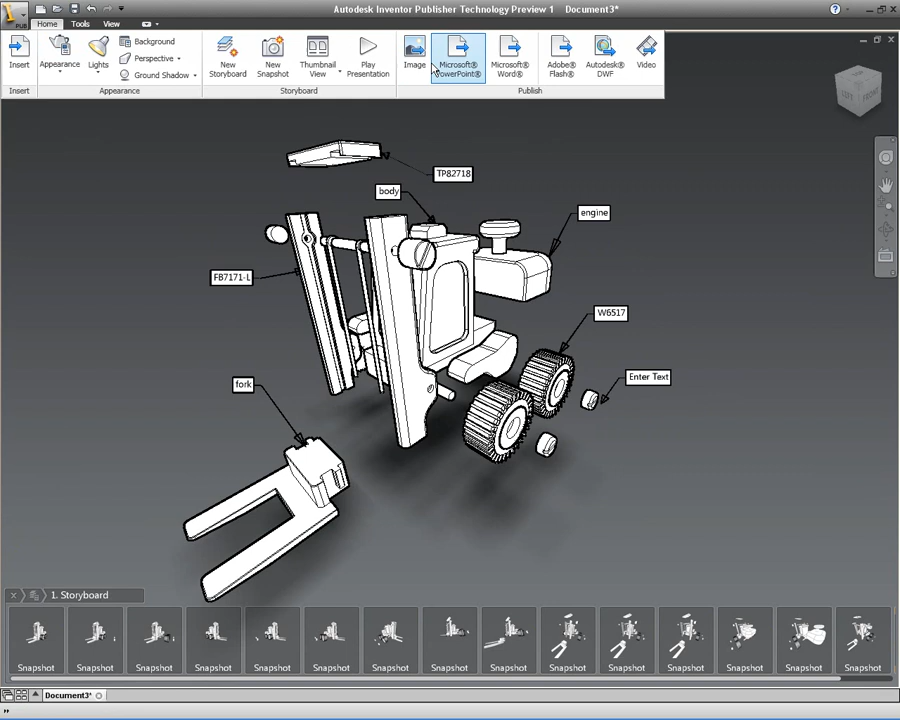 Autodesk Inventor Publisher Technology Preview 1 Document3*
PUB
Home Tools View
Insert
Appearance
Lights
Background
Perspective
Ground Shadow
New
Storyboard
New
Snapshot
Thumbnail
View
Play
Presentation
Image
Microsoft®
PowerPoint®
Microsoft®
Word®
Adobe®
Flash®
Autodesk®
DWF
Video
Insert Appearance Storyboard Publish
LEFT FRONT
TP82718
body
engine
FB7171-L
W6517
Enter Text
fork
1. Storyboard
Snapshot Snapshot Snapshot Snapshot Snapshot Snapshot Snapshot Snapshot Snapshot Snapshot Snapshot Snapshot Snapshot Snapshot Snapshot
Document3*